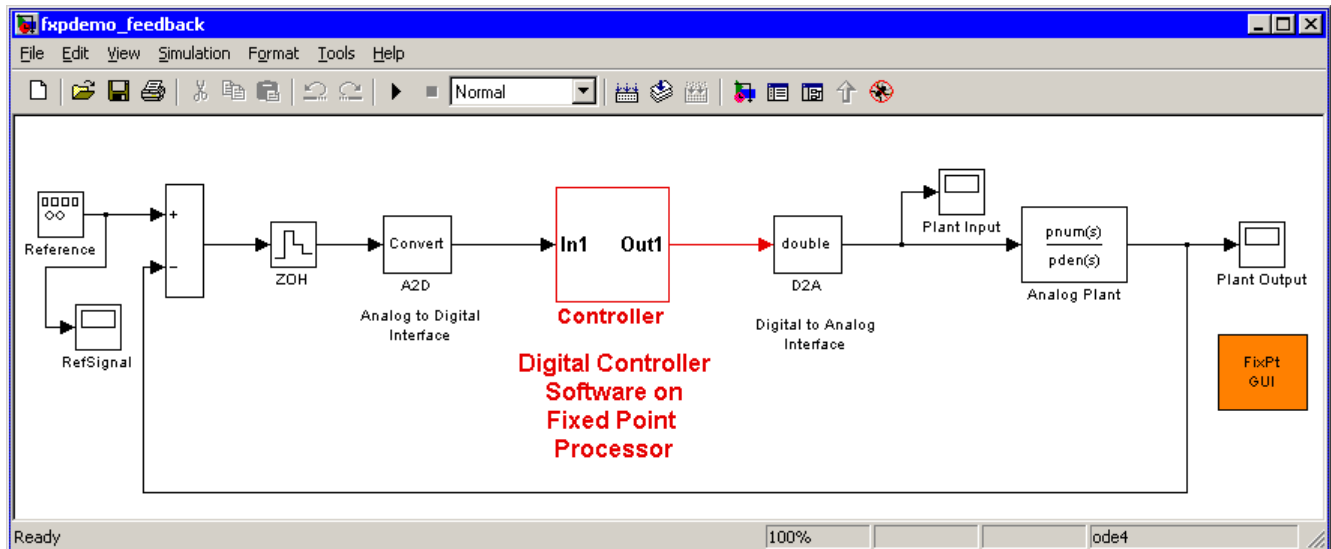 fxpdemo_feedback
File Edit View Simulation Format Tools Help
Normal
Reference
RefSignal
+
−
ZOH
Convert
A2D
Analog to Digital
Interface
In1 Out1
Controller
Digital Controller
Software on
Fixed Point
Processor
double
D2A
Digital to Analog
Interface
Plant Input
pnum(s)
pden(s)
Analog Plant
Plant Output
FixPt
GUI
Ready 100% ode4